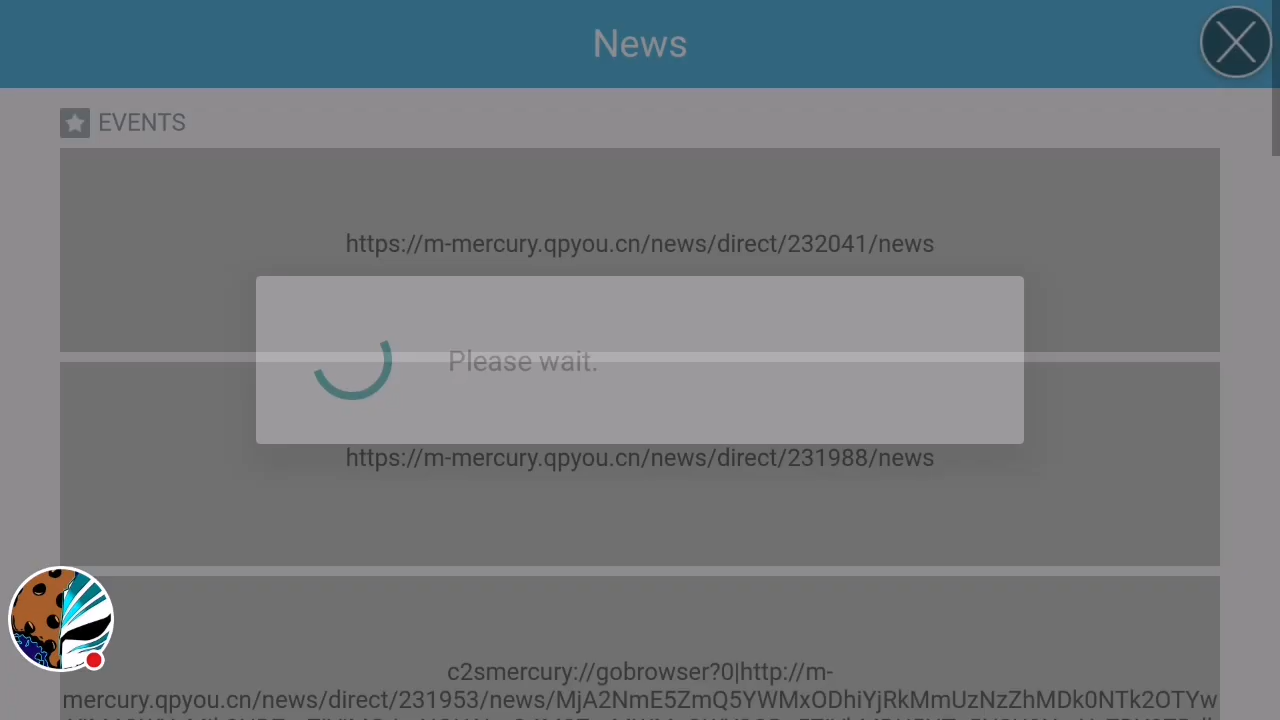 News
EVENTS
https://m-mercury.qpyou.cn/news/direct/232041/news
Please wait.
https://m-mercury.qpyou.cn/news/direct/231988/news
c2smercury://gobrowser?0|http://m-
mercury.qpyou.cn/news/direct/231953/news/MjA2NmE5ZmQ5YWMxODhiYjRkMmUzNzZhMDk0NTk2OTYw